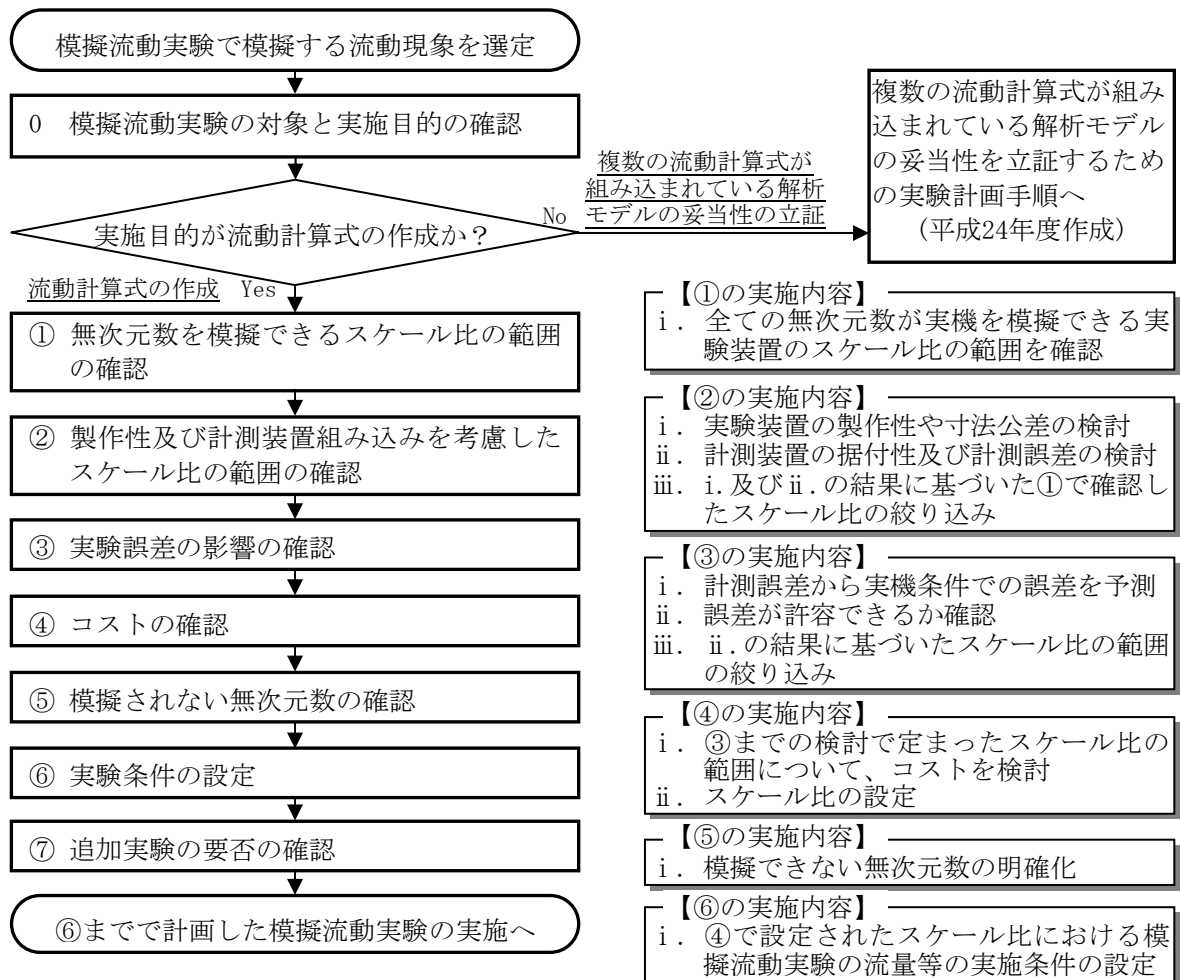 模擬流動実験で模擬する流動現象を選定
0 模擬流動実験の対象と実施目的の確認
実施目的が流動計算式の作成か？
No
複数の流動計算式が
組み込まれている解析
モデルの妥当性の立証
複数の流動計算式が組み
込まれている解析モデル
の妥当性を立証するため
の実験計画手順へ
（平成24年度作成）
流動計算式の作成 Yes
① 無次元数を模擬できるスケール比の範囲
の確認
② 製作性及び計測装置組み込みを考慮した
スケール比の範囲の確認
③ 実験誤差の影響の確認
④ コストの確認
⑤ 模擬されない無次元数の確認
⑥ 実験条件の設定
⑦ 追加実験の要否の確認
⑥までで計画した模擬流動実験の実施へ
【①の実施内容】
ⅰ. 全ての無次元数が実機を模擬できる実
験装置のスケール比の範囲を確認
【②の実施内容】
ⅰ. 実験装置の製作性や寸法公差の検討
ⅱ. 計測装置の据付性及び計測誤差の検討
ⅲ. ⅰ.及びⅱ.の結果に基づいた①で確認し
たスケール比の絞り込み
【③の実施内容】
ⅰ. 計測誤差から実機条件での誤差を予測
ⅱ. 誤差が許容できるか確認
ⅲ. ⅱ.の結果に基づいたスケール比の範囲
の絞り込み
【④の実施内容】
ⅰ. ③までの検討で定まったスケール比の
範囲について、コストを検討
ⅱ. スケール比の設定
【⑤の実施内容】
ⅰ. 模擬できない無次元数の明確化
【⑥の実施内容】
ⅰ. ④で設定されたスケール比における模
擬流動実験の流量等の実施条件の設定